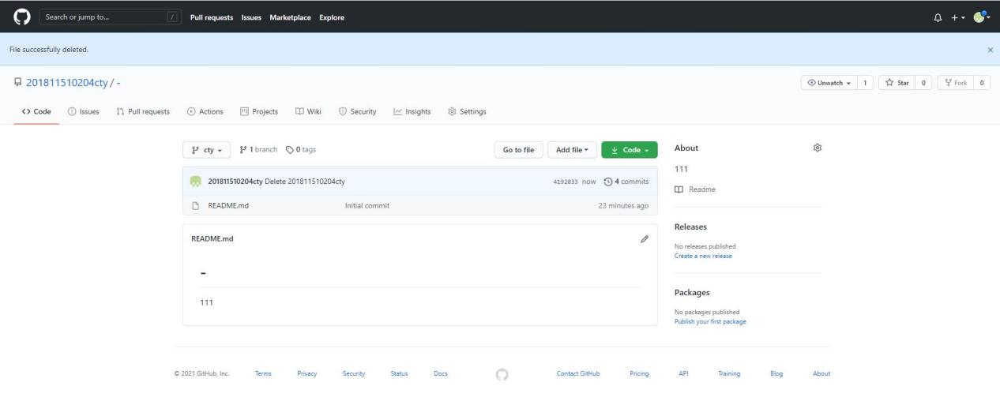 Search or jump to... / Pull requests Issues Marketplace Explore
File successfully deleted.
201811510204cty / - Unwatch 1 Star 0 Fork 0
Code Issues Pull requests Actions Projects Wiki Security Insights Settings
cty 1 branch 0 tags Go to file Add file Code
201811510204cty Delete 201811510204cty 4192833 now 4 commits
README.md Initial commit 23 minutes ago
README.md
-
111
About
111
Readme
Releases
No releases published
Create a new release
Packages
No packages published
Publish your first package
© 2021 GitHub, Inc. Terms Privacy Security Status Docs Contact GitHub Pricing API Training Blog About